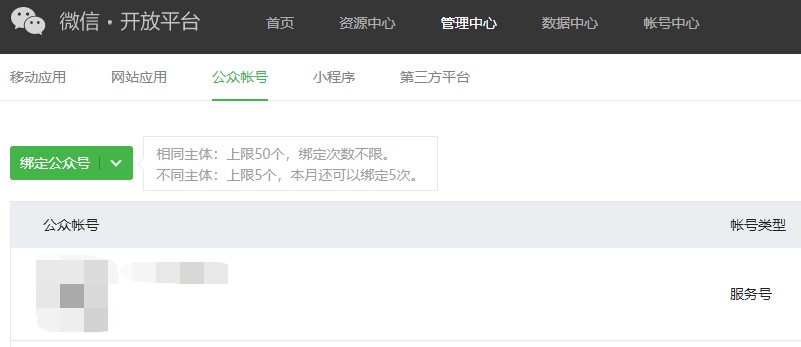 微信·开放平台 首页 资源中心 管理中心 数据中心 帐号中心
移动应用 网站应用 公众帐号 小程序 第三方平台
绑定公众号
相同主体：上限50个，绑定次数不限。
不同主体：上限5个，本月还可以绑定5次。
公众帐号 帐号类型
服务号